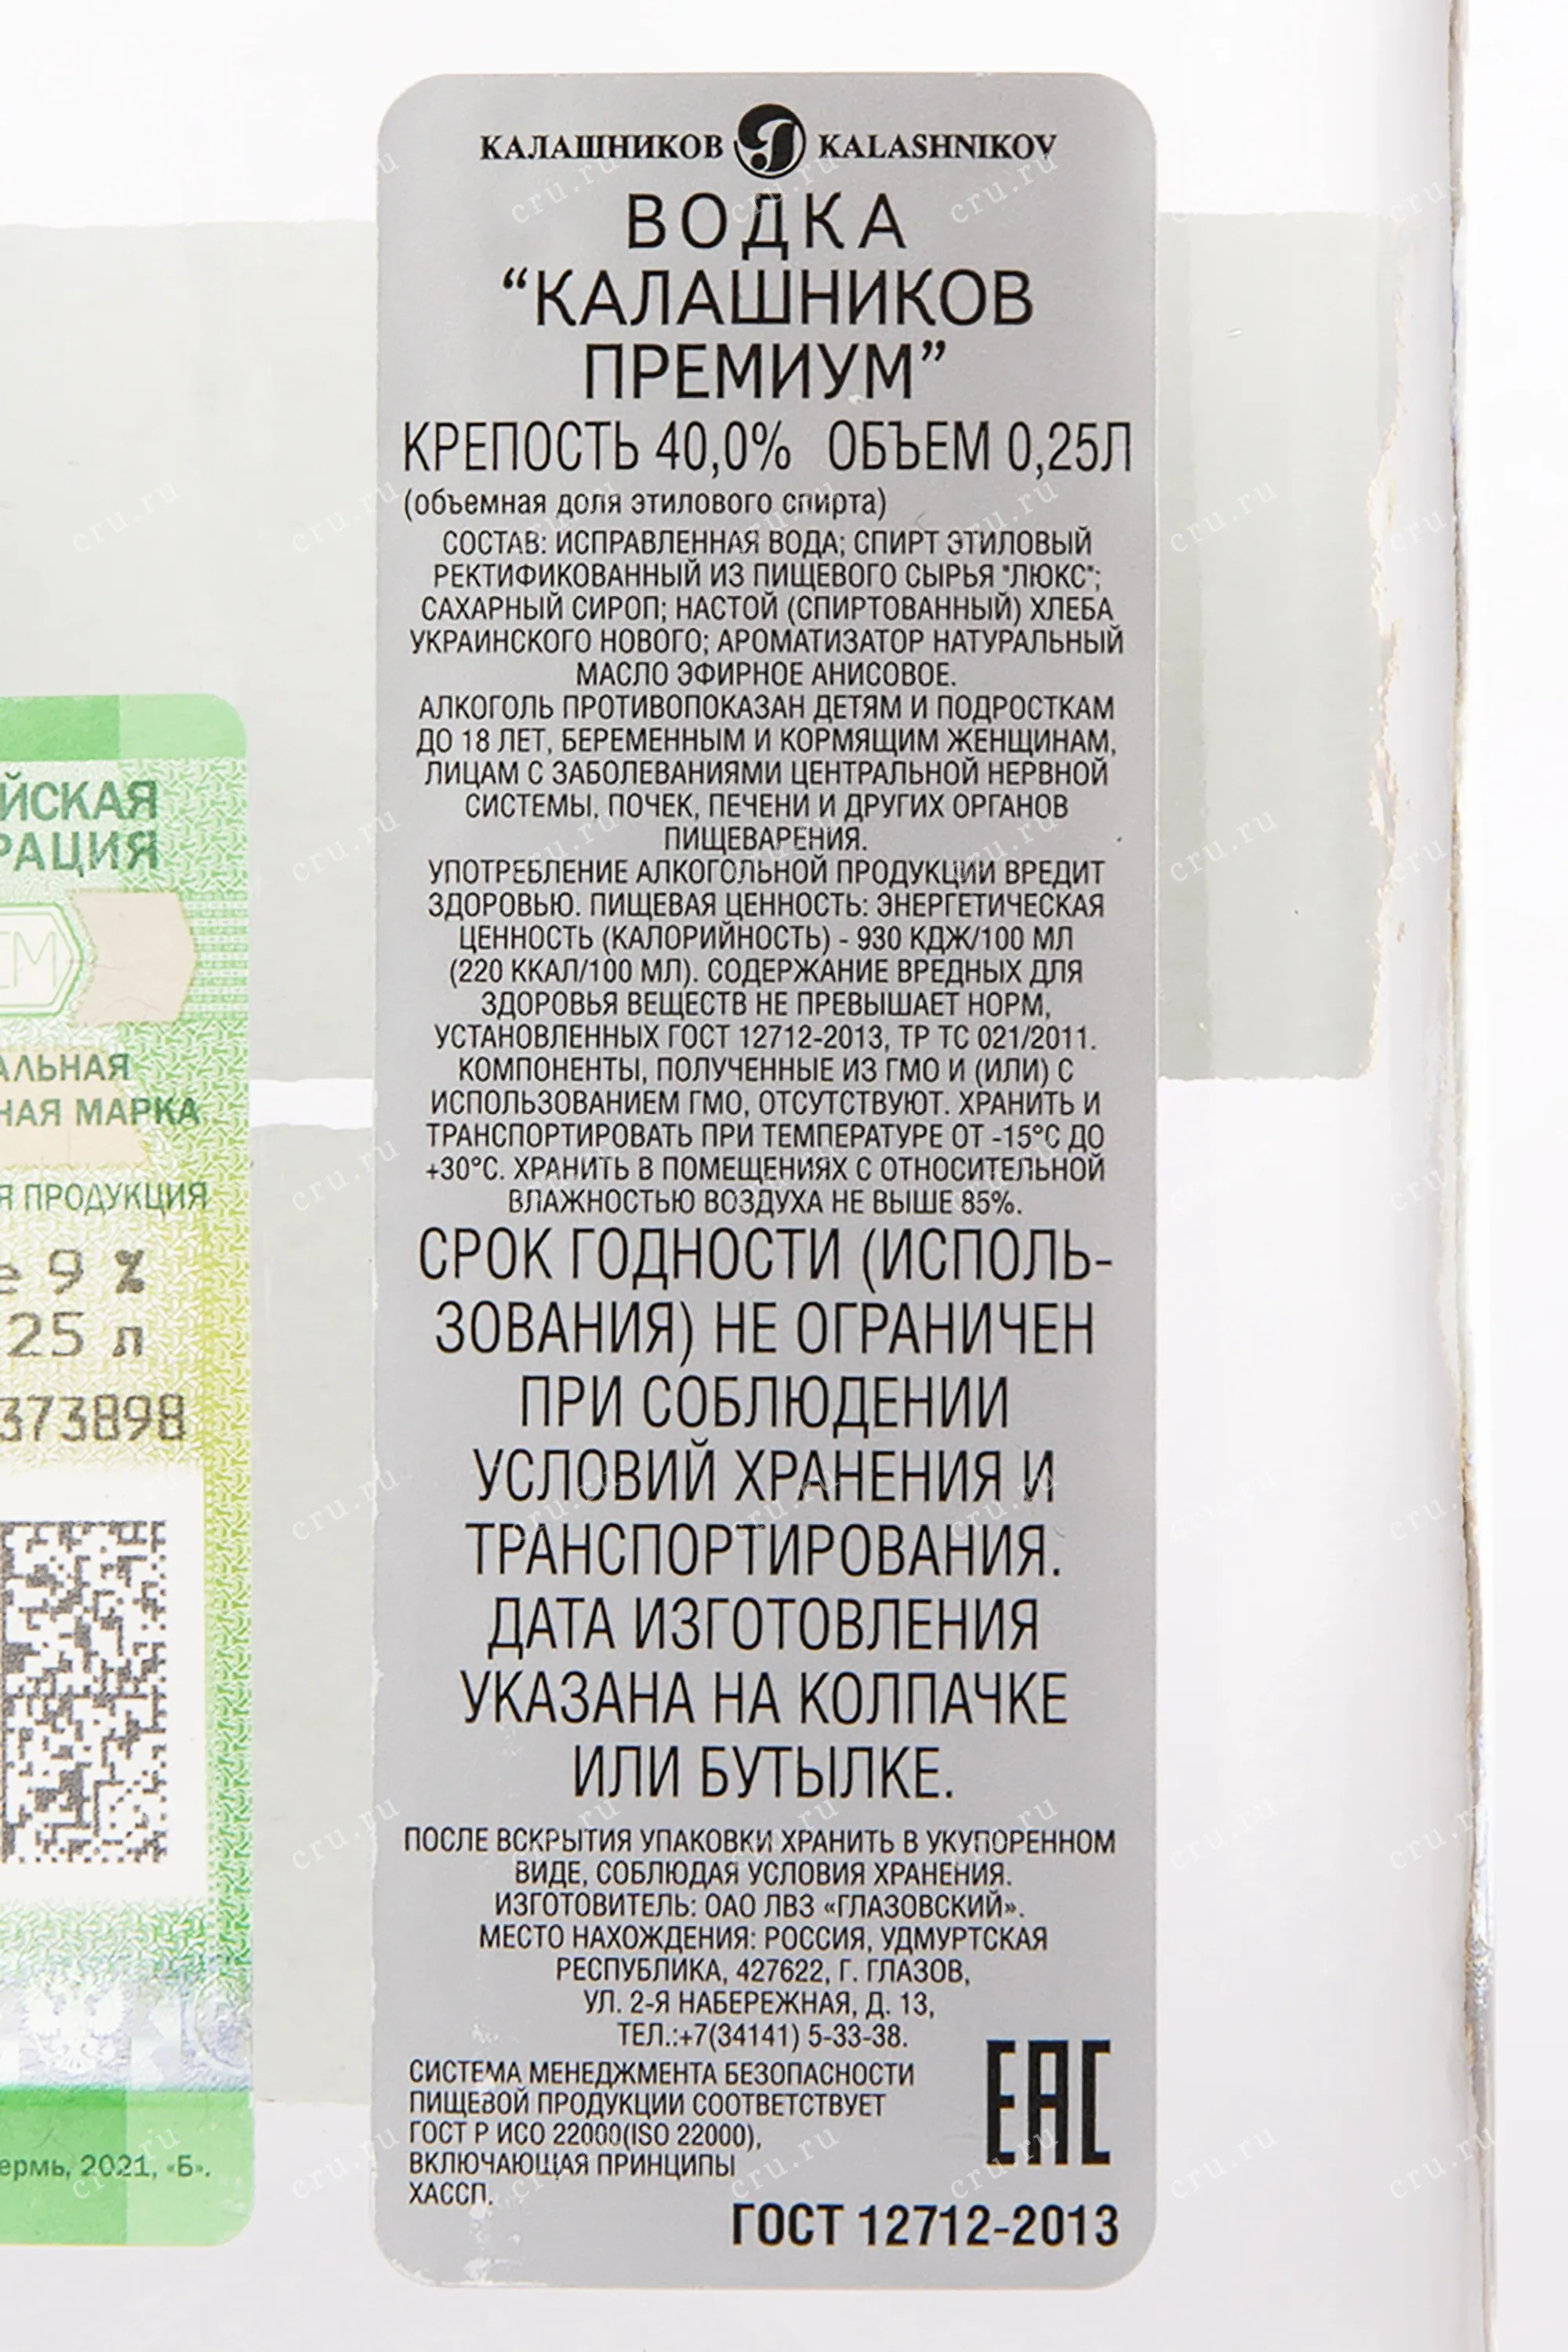 КАЛАШНИКОВ KALASHNIKOV
ВОДКА
“КАЛАШНИКОВ
ПРЕМИУМ”
КРЕПОСТЬ 40,0% ОБЪЕМ 0,25Л
(объемная доля этилового спирта)
СОСТАВ: ИСПРАВЛЕННАЯ ВОДА; СПИРТ ЭТИЛОВЫЙ
РЕКТИФИКОВАННЫЙ ИЗ ПИЩЕВОГО СЫРЬЯ "ЛЮКС";
САХАРНЫЙ СИРОП; НАСТОЙ (СПИРТОВАННЫЙ) ХЛЕБА
УКРАИНСКОГО НОВОГО; АРОМАТИЗАТОР НАТУРАЛЬНЫЙ
МАСЛО ЭФИРНОЕ АНИСОВОЕ.
АЛКОГОЛЬ ПРОТИВОПОКАЗАН ДЕТЯМ И ПОДРОСТКАМ
ДО 18 ЛЕТ, БЕРЕМЕННЫМ И КОРМЯЩИМ ЖЕНЩИНАМ,
ЛИЦАМ С ЗАБОЛЕВАНИЯМИ ЦЕНТРАЛЬНОЙ НЕРВНОЙ
СИСТЕМЫ, ПОЧЕК, ПЕЧЕНИ И ДРУГИХ ОРГАНОВ
ПИЩЕВАРЕНИЯ.
УПОТРЕБЛЕНИЕ АЛКОГОЛЬНОЙ ПРОДУКЦИИ ВРЕДИТ
ЗДОРОВЬЮ. ПИЩЕВАЯ ЦЕННОСТЬ: ЭНЕРГЕТИЧЕСКАЯ
ЦЕННОСТЬ (КАЛОРИЙНОСТЬ) - 930 КДЖ/100 МЛ
(220 ККАЛ/100 МЛ). СОДЕРЖАНИЕ ВРЕДНЫХ ДЛЯ
ЗДОРОВЬЯ ВЕЩЕСТВ НЕ ПРЕВЫШАЕТ НОРМ,
УСТАНОВЛЕННЫХ ГОСТ 12712-2013, ТР ТС 021/2011.
КОМПОНЕНТЫ, ПОЛУЧЕННЫЕ ИЗ ГМО И (ИЛИ) С
ИСПОЛЬЗОВАНИЕМ ГМО, ОТСУТСТВУЮТ. ХРАНИТЬ И
ТРАНСПОРТИРОВАТЬ ПРИ ТЕМПЕРАТУРЕ ОТ -15°С ДО
+30°С. ХРАНИТЬ В ПОМЕЩЕНИЯХ С ОТНОСИТЕЛЬНОЙ
ВЛАЖНОСТЬЮ ВОЗДУХА НЕ ВЫШЕ 85%.
СРОК ГОДНОСТИ (ИСПОЛЬ-
ЗОВАНИЯ) НЕ ОГРАНИЧЕН
ПРИ СОБЛЮДЕНИИ
УСЛОВИЙ ХРАНЕНИЯ И
ТРАНСПОРТИРОВАНИЯ.
ДАТА ИЗГОТОВЛЕНИЯ
УКАЗАНА НА КОЛПАЧКЕ
ИЛИ БУТЫЛКЕ.
ПОСЛЕ ВСКРЫТИЯ УПАКОВКИ ХРАНИТЬ В УКУПОРЕННОМ
ВИДЕ, СОБЛЮДАЯ УСЛОВИЯ ХРАНЕНИЯ.
ИЗГОТОВИТЕЛЬ: ОАО ЛВЗ «ГЛАЗОВСКИЙ».
МЕСТО НАХОЖДЕНИЯ: РОССИЯ, УДМУРТСКАЯ
РЕСПУБЛИКА, 427622, Г. ГЛАЗОВ,
УЛ. 2-Я НАБЕРЕЖНАЯ, Д. 13,
ТЕЛ.:+7(34141) 5-33-38.
СИСТЕМА МЕНЕДЖМЕНТА БЕЗОПАСНОСТИ
ПИЩЕВОЙ ПРОДУКЦИИ СООТВЕТСТВУЕТ
ГОСТ Р ИСО 22000(ISO 22000),
ВКЛЮЧАЮЩАЯ ПРИНЦИПЫ
ХАССП.
ЕАС
ГОСТ 12712-2013
ЙСКАЯ
РАЦИЯ
АЛЬНАЯ
НАЯ МАРКА
Я ПРОДУКЦИЯ
е 9 %
25 л
373898
ермь, 2021, «Б».
cru.ru